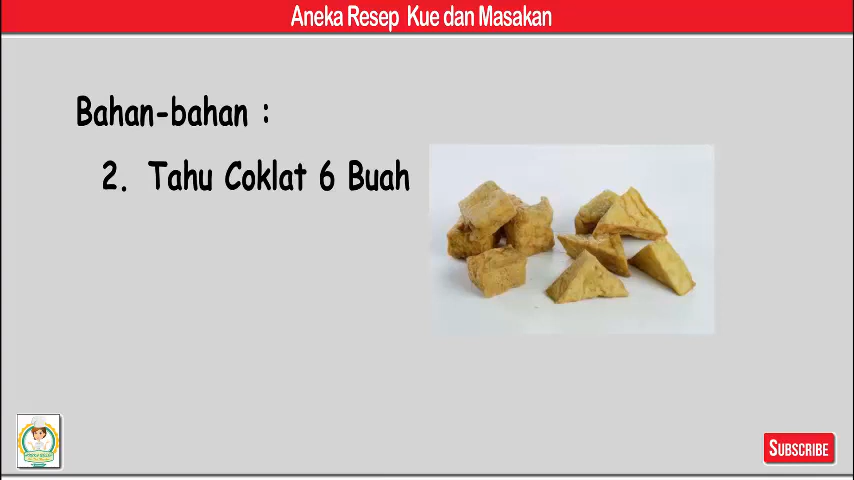 Aneka Resep Kue dan Masakan
Bahan-bahan :
2. Tahu Coklat 6 Buah
SUBSCRIBE